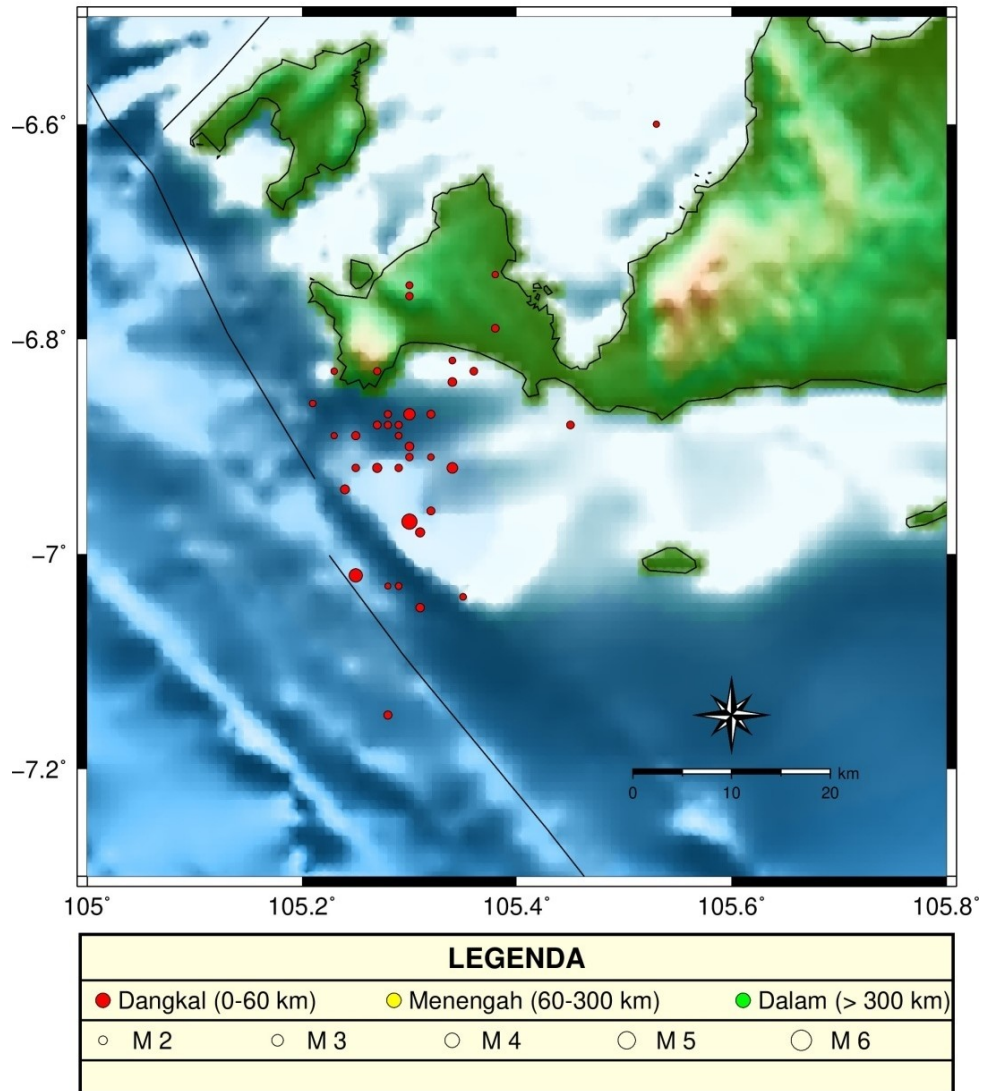 −6.6°
−6.8°
−7°
−7.2°
km
0 10 20
105° 105.2° 105.4° 105.6° 105.8°
LEGENDA
Dangkal (0-60 km) Menengah (60-300 km) Dalam (> 300 km)
M 2 M 3 M 4 M 5 M 6